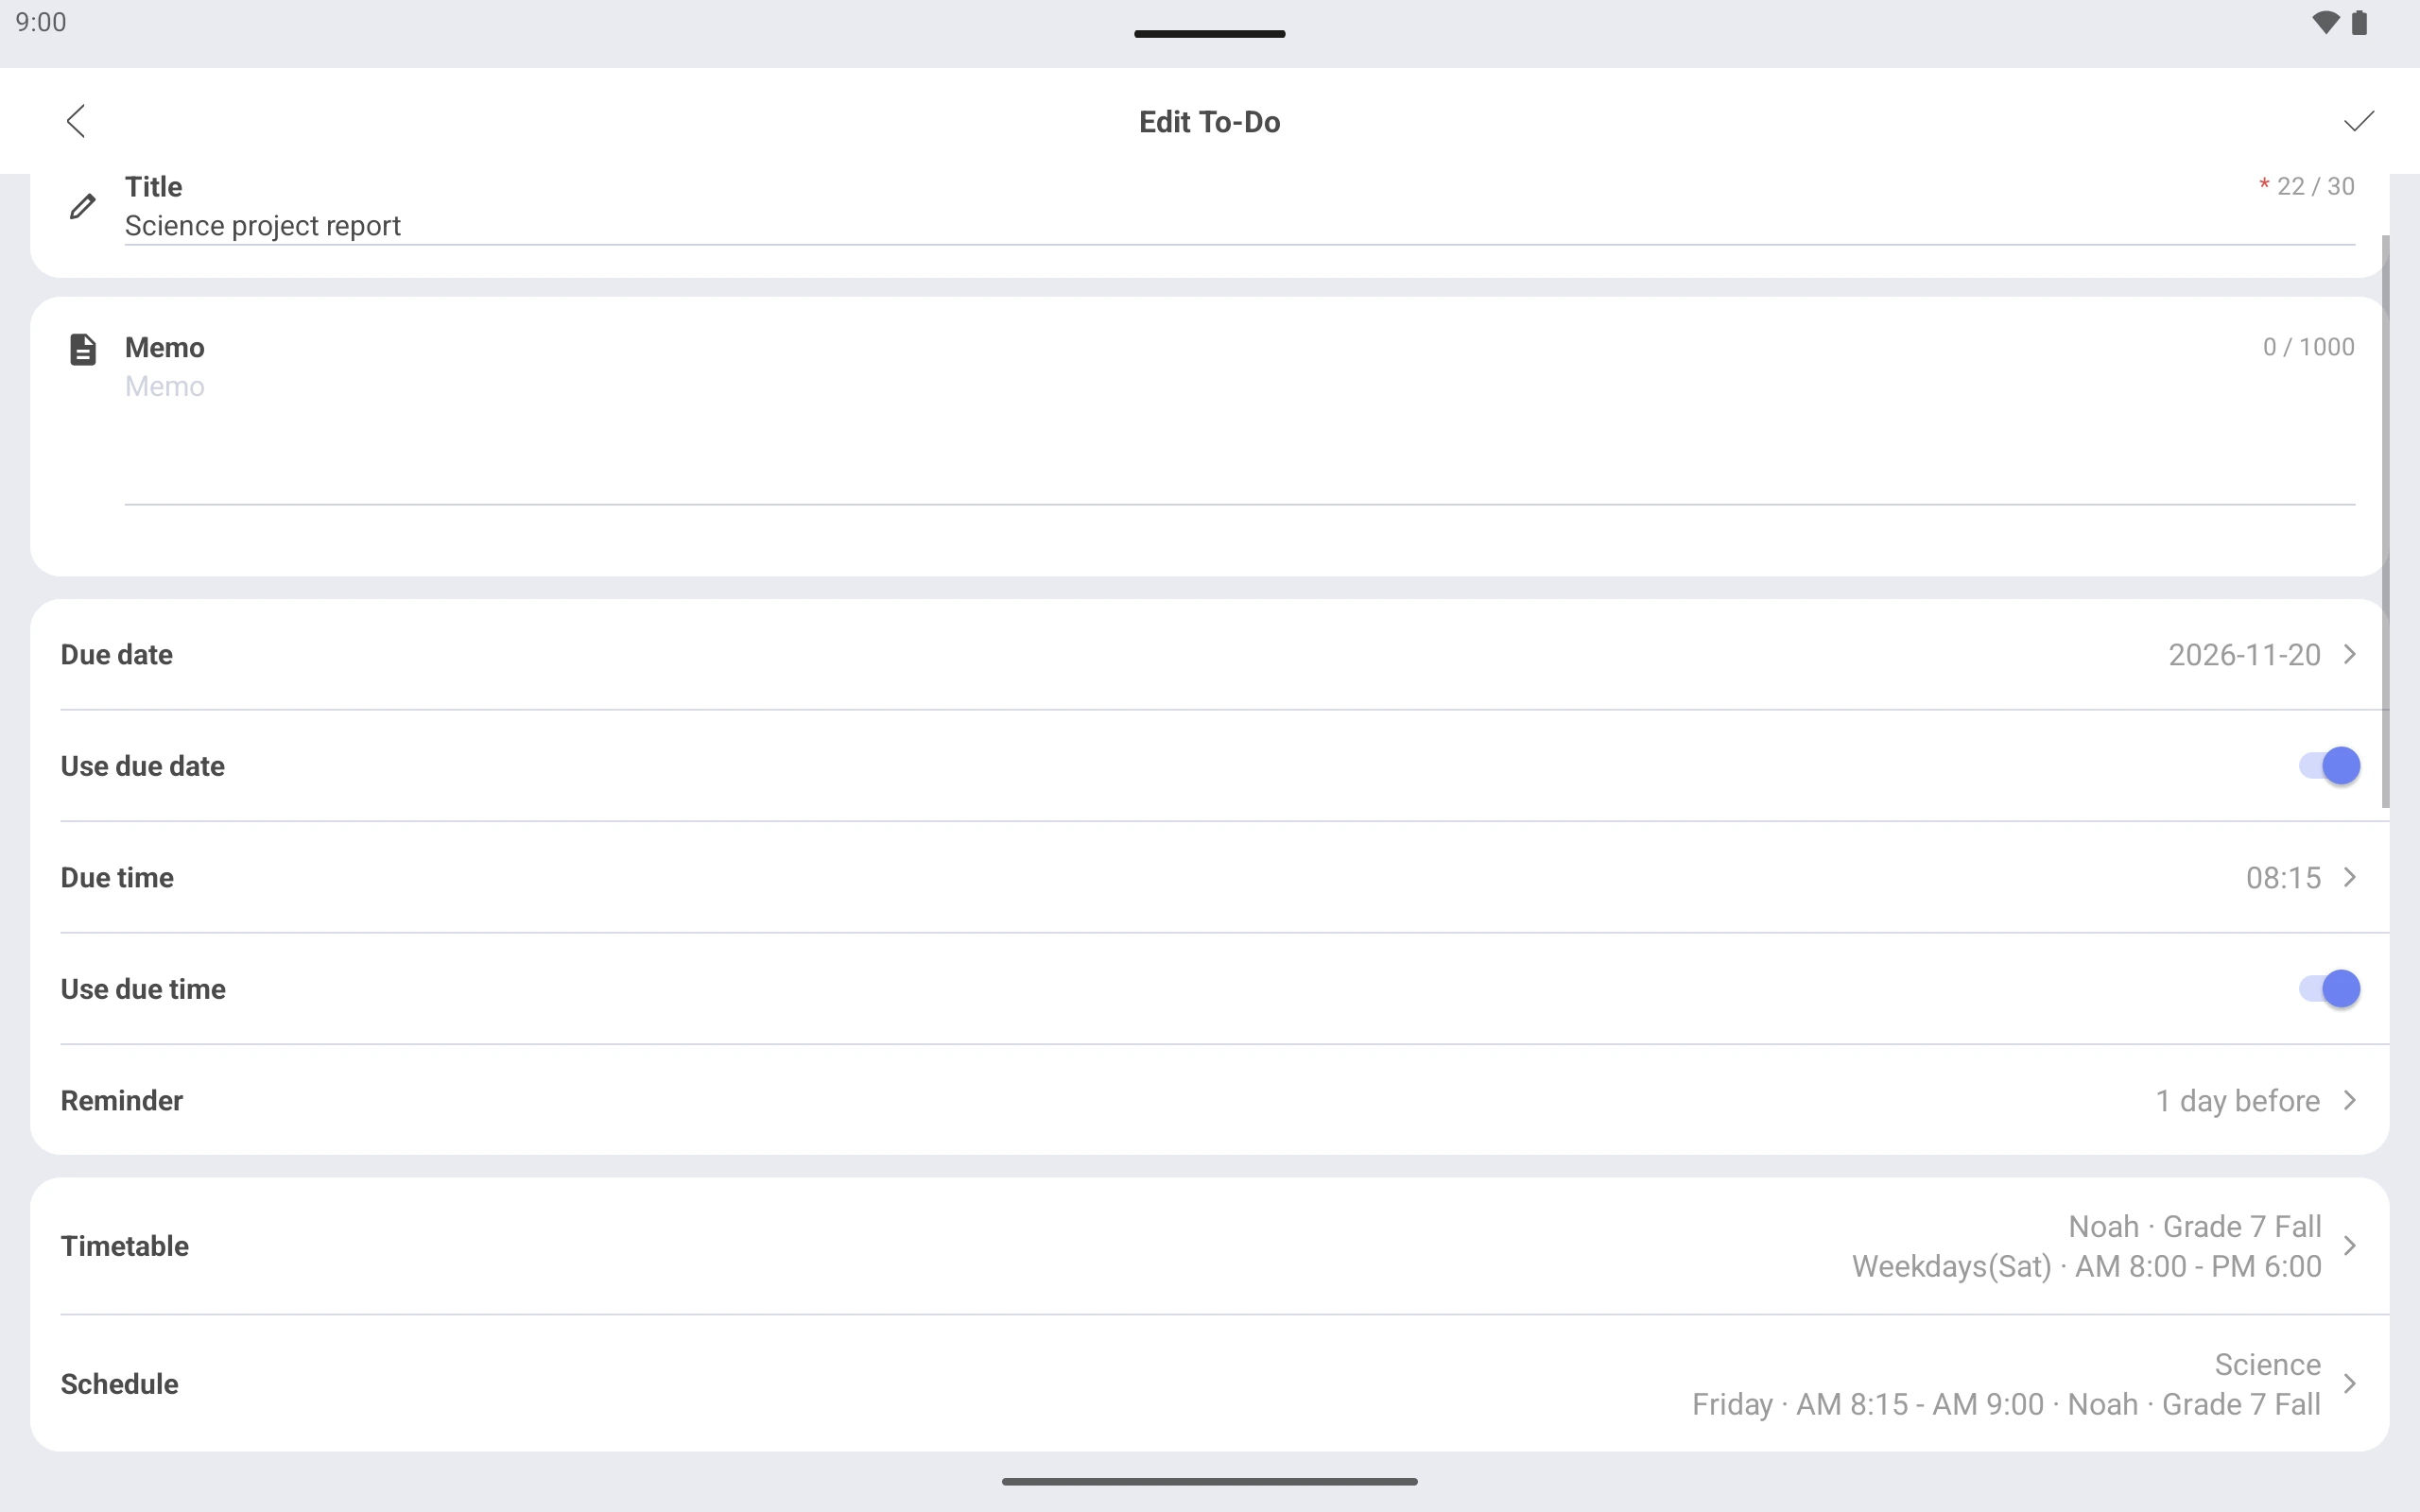 9:00
Edit To-Do
Title
* 22 / 30
Science project report
Memo
0 / 1000
Memo
Due date
2026-11-20
Use due date
Due time
08:15
Use due time
Reminder
1 day before
Timetable
Noah · Grade 7 Fall
Weekdays(Sat) · AM 8:00 - PM 6:00
Schedule
Science
Friday · AM 8:15 - AM 9:00 · Noah · Grade 7 Fall